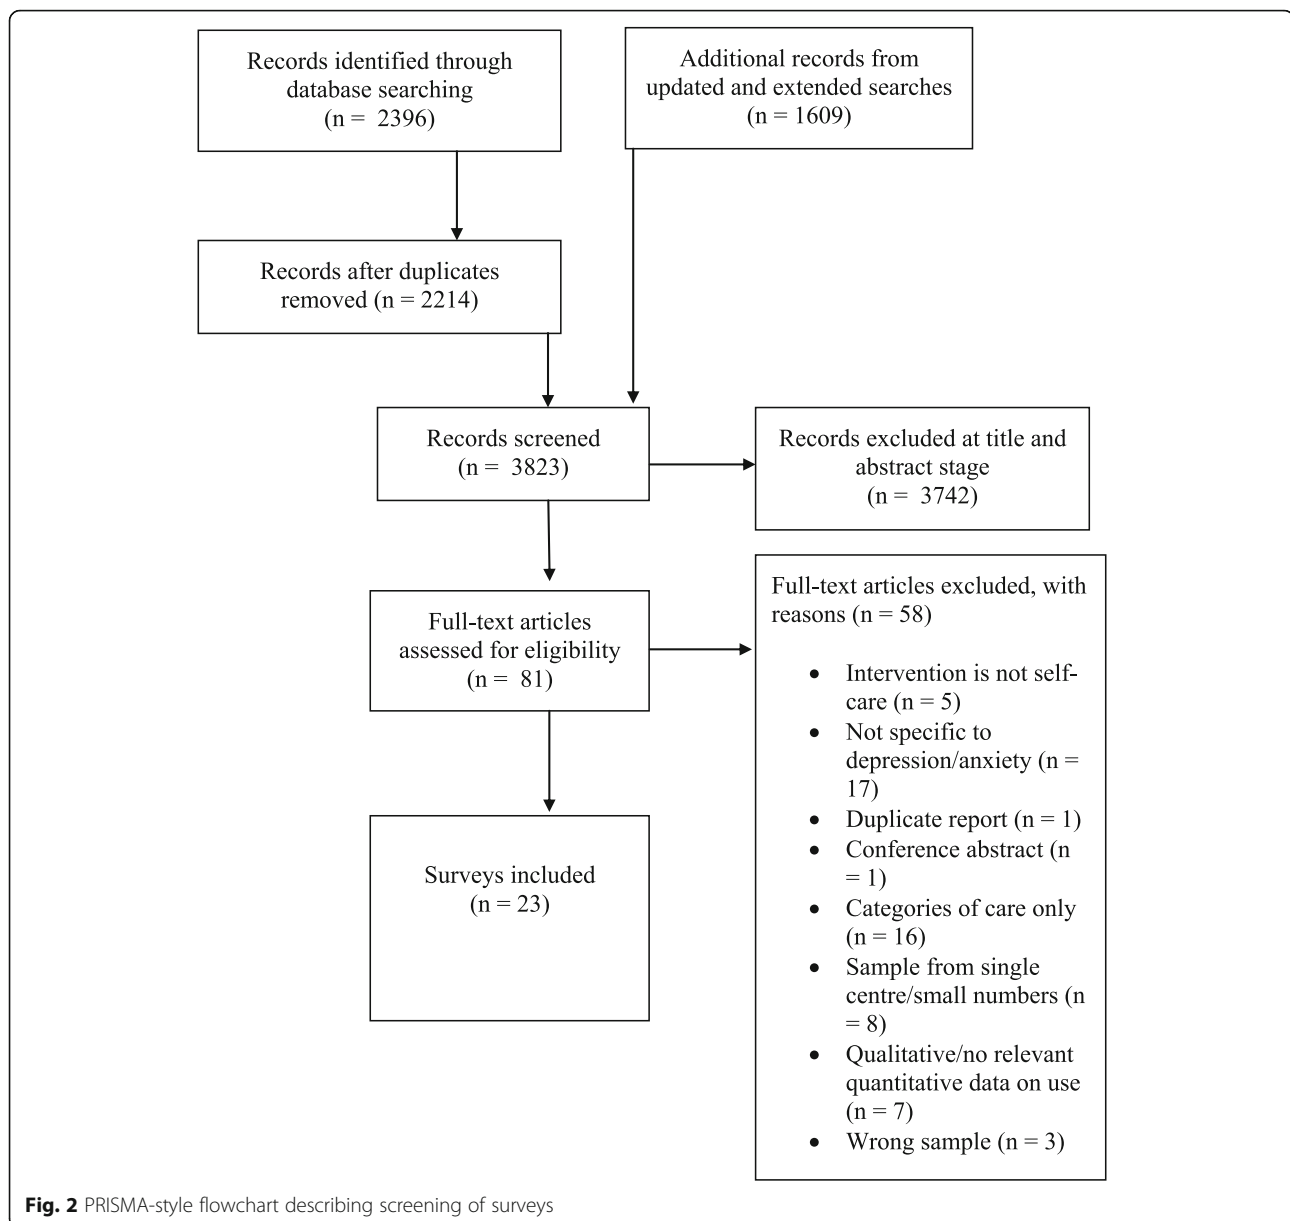 Records identified through
database searching
(n = 2396)
Additional records from
updated and extended searches
(n = 1609)
Records after duplicates
removed (n = 2214)
Records screened
(n = 3823)
Records excluded at title and
abstract stage
(n = 3742)
Full-text articles
assessed for eligibility
(n = 81)
Full-text articles excluded, with
reasons (n = 58)
• Intervention is not self-
care (n = 5)
• Not specific to
depression/anxiety (n =
17)
• Duplicate report (n = 1)
• Conference abstract (n
= 1)
• Categories of care only
(n = 16)
• Sample from single
centre/small numbers (n
= 8)
• Qualitative/no relevant
quantitative data on use
(n = 7)
• Wrong sample (n = 3)
Surveys included
(n = 23)
Fig. 2 PRISMA-style flowchart describing screening of surveys